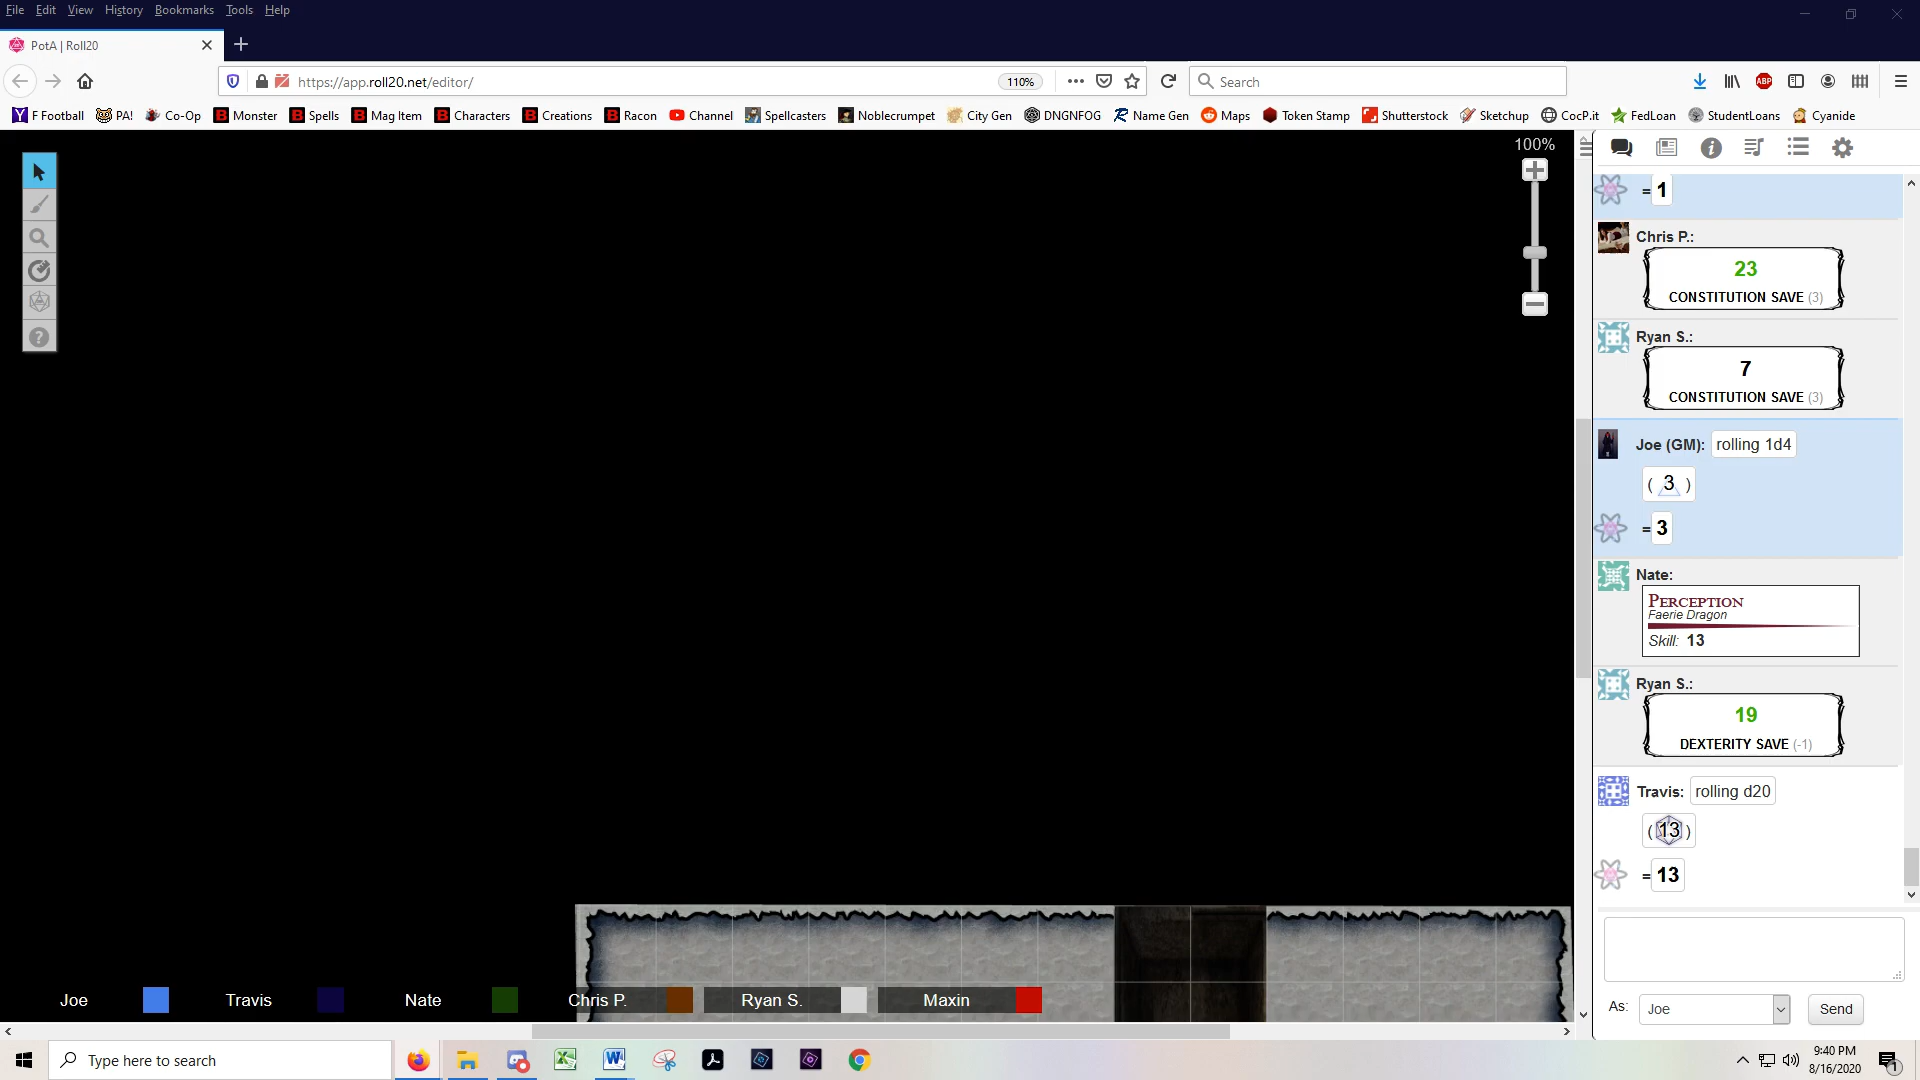 File Edit View History Bookmarks Tools Help
PotA | Roll20
https://app.roll20.net/editor/
110%
Search
F Football PA! Co-Op Monster Spells Mag Item Characters Creations Racon Channel Spellcasters Noblecrumpet City Gen DNGNFOG Name Gen Maps Token Stamp Shutterstock Sketchup CocP.it FedLoan StudentLoans Cyanide
100%
= 1
Chris P.:
23
CONSTITUTION SAVE (3)
Ryan S.:
7
CONSTITUTION SAVE (3)
Joe (GM): rolling 1d4
( 3 )
= 3
Nate:
PERCEPTION
Faerie Dragon
Skill: 13
Ryan S.:
19
DEXTERITY SAVE (-1)
Travis: rolling d20
( 13 )
= 13
Joe Travis Nate Chris P. Ryan S. Maxin
As: Joe Send
Type here to search
9:40 PM
8/16/2020
1